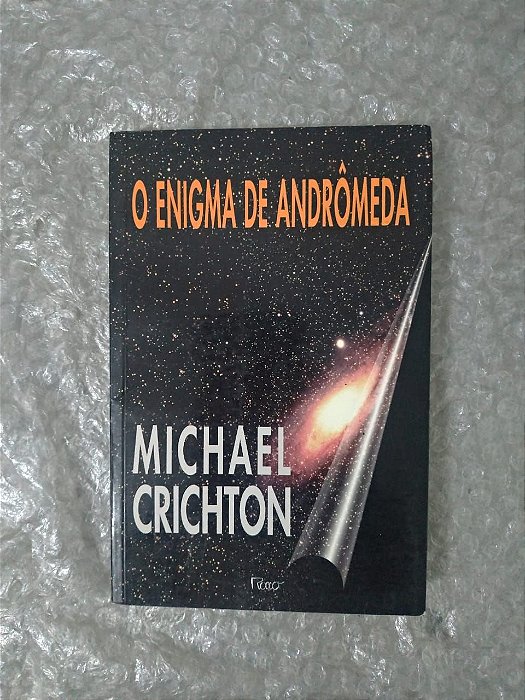 O ENIGMA DE ANDRÔMEDA
MICHAEL
CRICHTON
Rocco